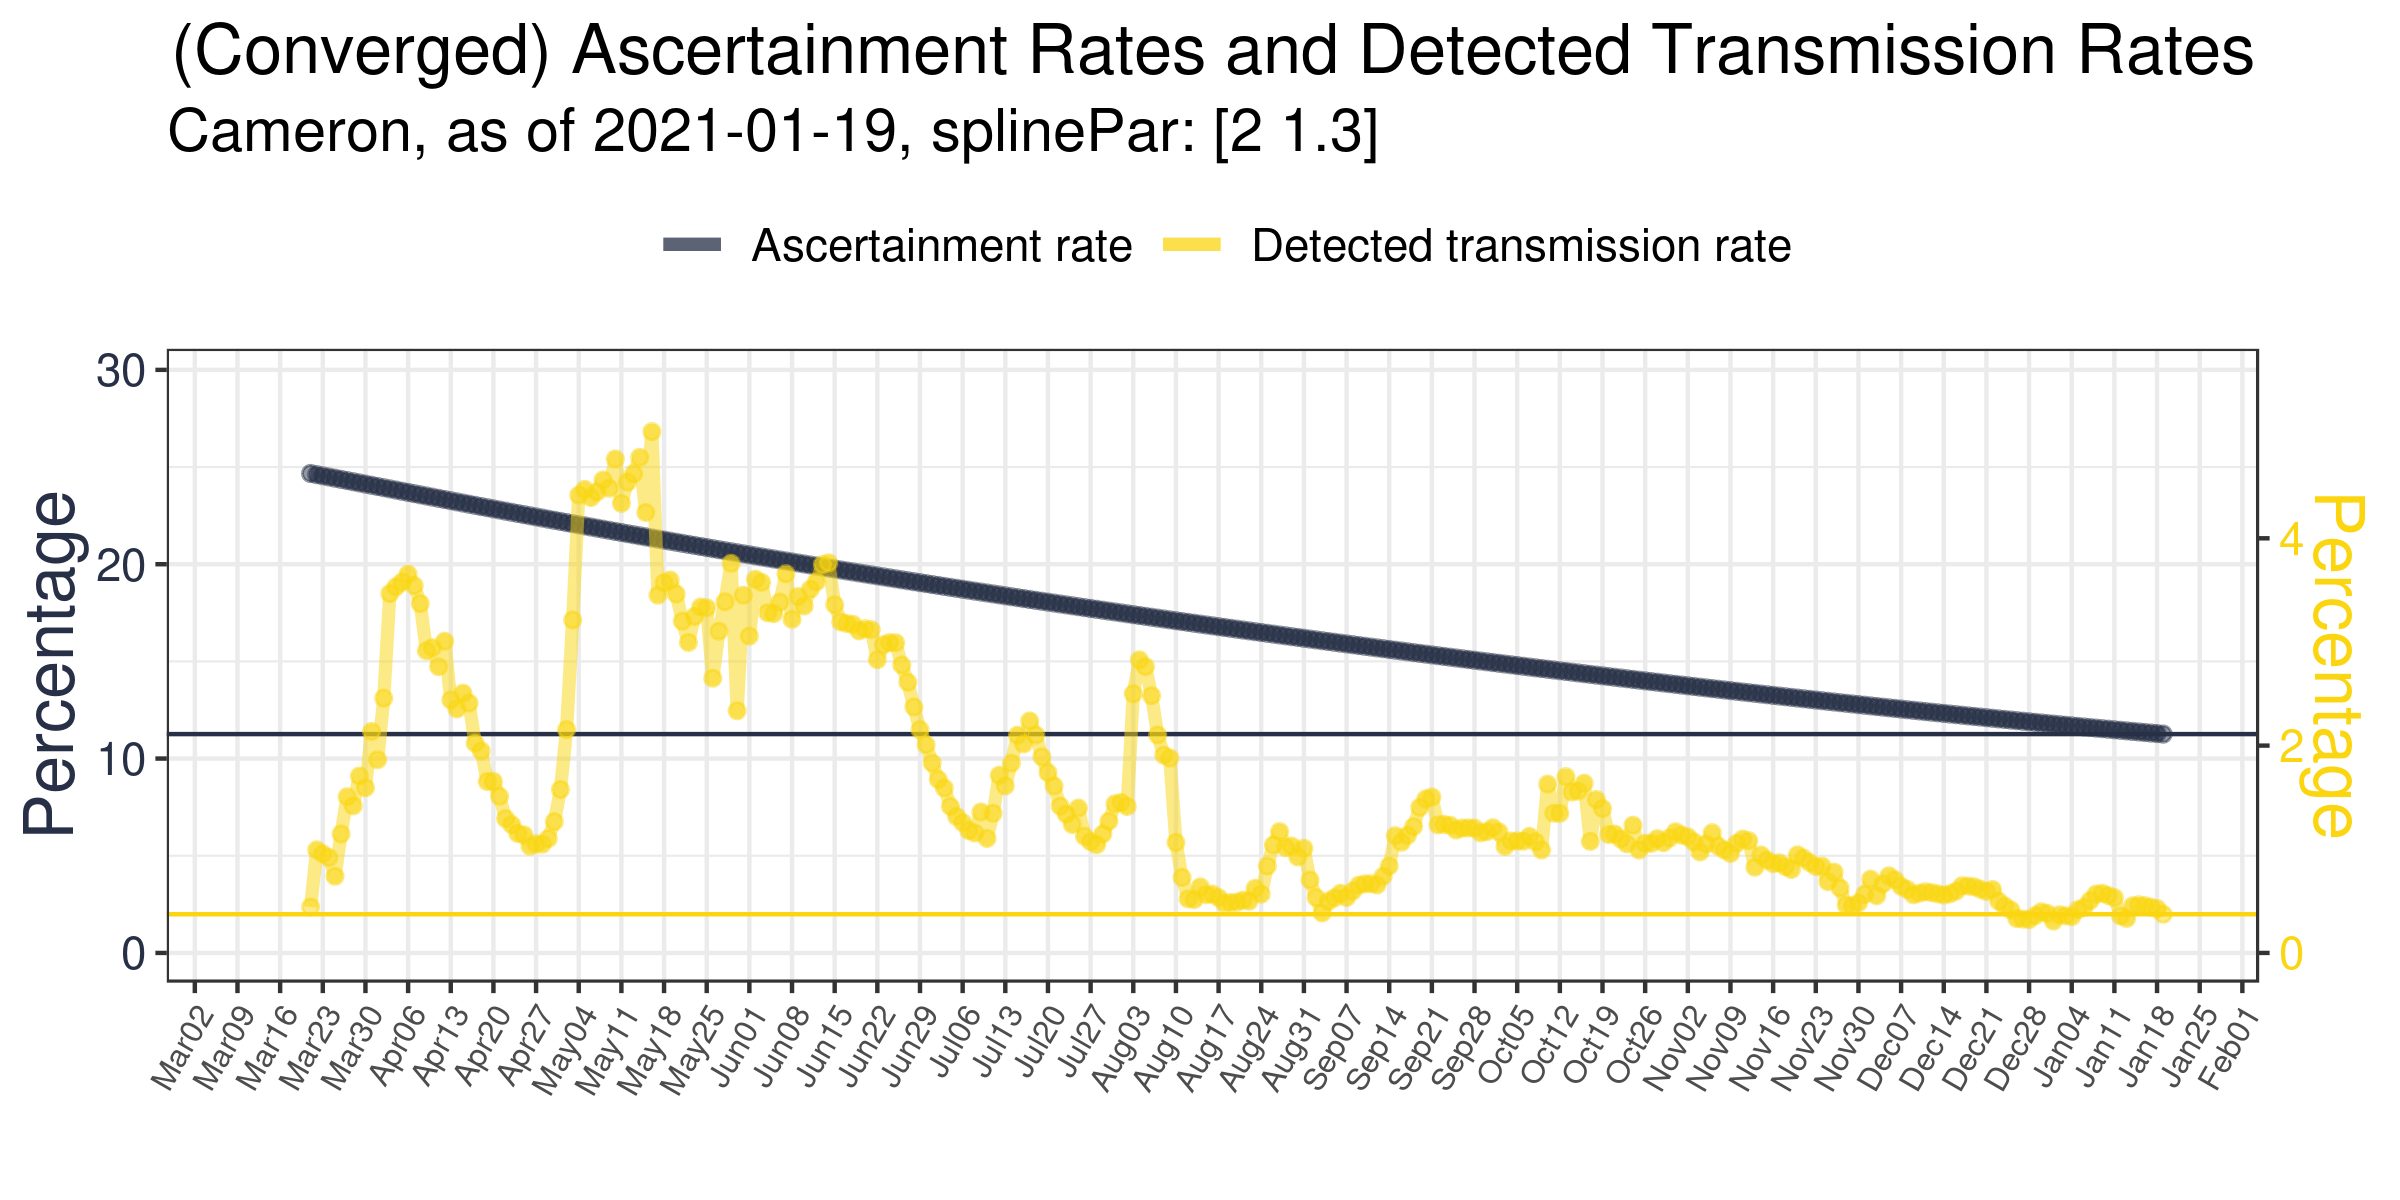 (Converged) Ascertainment Rates and Detected Transmission Rates
Cameron, as of 2021-01-19, splinePar: [2 1.3]
Ascertainment rate
Detected transmission rate
Percentage
30
20
10
0
Percentage
4
2
0
Mar02
Mar09
Mar16
Mar23
Mar30
Apr06
Apr13
Apr20
Apr27
May04
May11
May18
May25
Jun01
Jun08
Jun15
Jun22
Jun29
Jul06
Jul13
Jul20
Jul27
Aug03
Aug10
Aug17
Aug24
Aug31
Sep07
Sep14
Sep21
Sep28
Oct05
Oct12
Oct19
Oct26
Nov02
Nov09
Nov16
Nov23
Nov30
Dec07
Dec14
Dec21
Dec28
Jan04
Jan11
Jan18
Jan25
Feb01